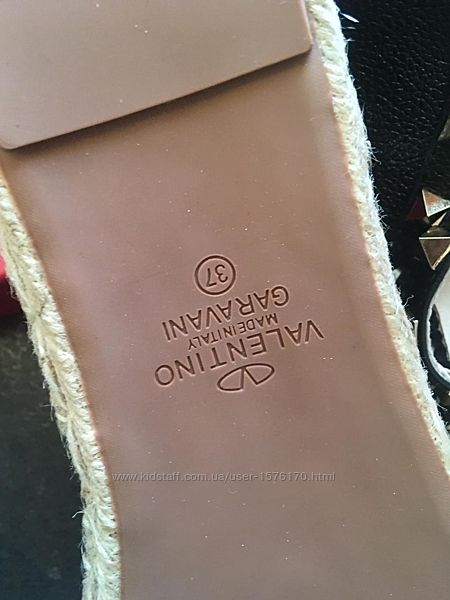 VALENTINO
MADE IN ITALY
GARAVANI
37
www.kidstaff.com.ua/user-1576170.html